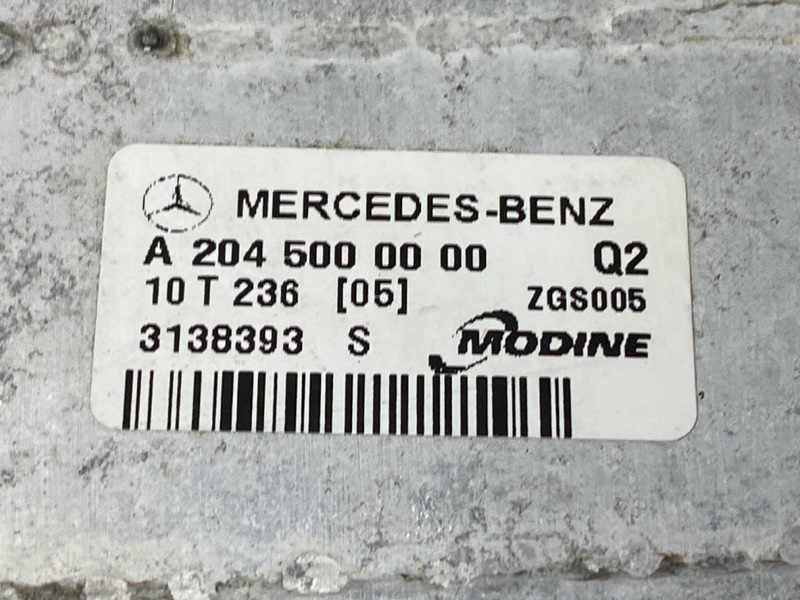 MERCEDES-BENZ
A 204 500 00 00 Q2
10 T 236 [05] ZGS005
3138393 S MODINE